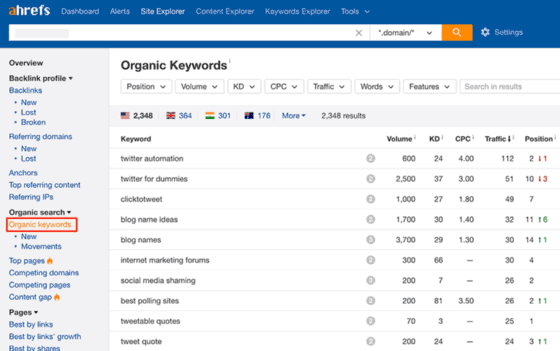 ahrefs Dashboard Alerts Site Explorer Content Explorer Keywords Explorer Tools
*.domain/* Settings
Overview
Backlink profile
Backlinks
New
Lost
Broken
Referring domains
New
Lost
Anchors
Top referring content
Referring IPs
Organic search
Organic keywords
New
Movements
Top pages
Competing domains
Competing pages
Content gap
Pages
Best by links
Best by links' growth
Best by shares
Organic Keywords i
Position Volume KD CPC Traffic Words Features Search in results
2,348 364 301 176 More 2,348 results
Keyword Volume i KD i CPC i Traffic↓ i Position i
twitter automation 2 600 24 4.00 112 2 ↓1
twitter for dummies 2 2,500 37 3.00 51 10 ↓3
clicktotweet 2 1,000 27 1.80 49 7
blog name ideas 2 1,700 30 1.40 32 11 ↑6
blog names 3 3,700 29 1.30 30 14 ↑1
internet marketing forums 2 300 66 — 30 4
social media shaming 3 200 7 — 26 2
best polling sites 2 200 81 3.50 26 2 ↑1
tweetable quotes 2 70 3 — 25 1
tweet quote 2 200 24 — 24 3 ↑1